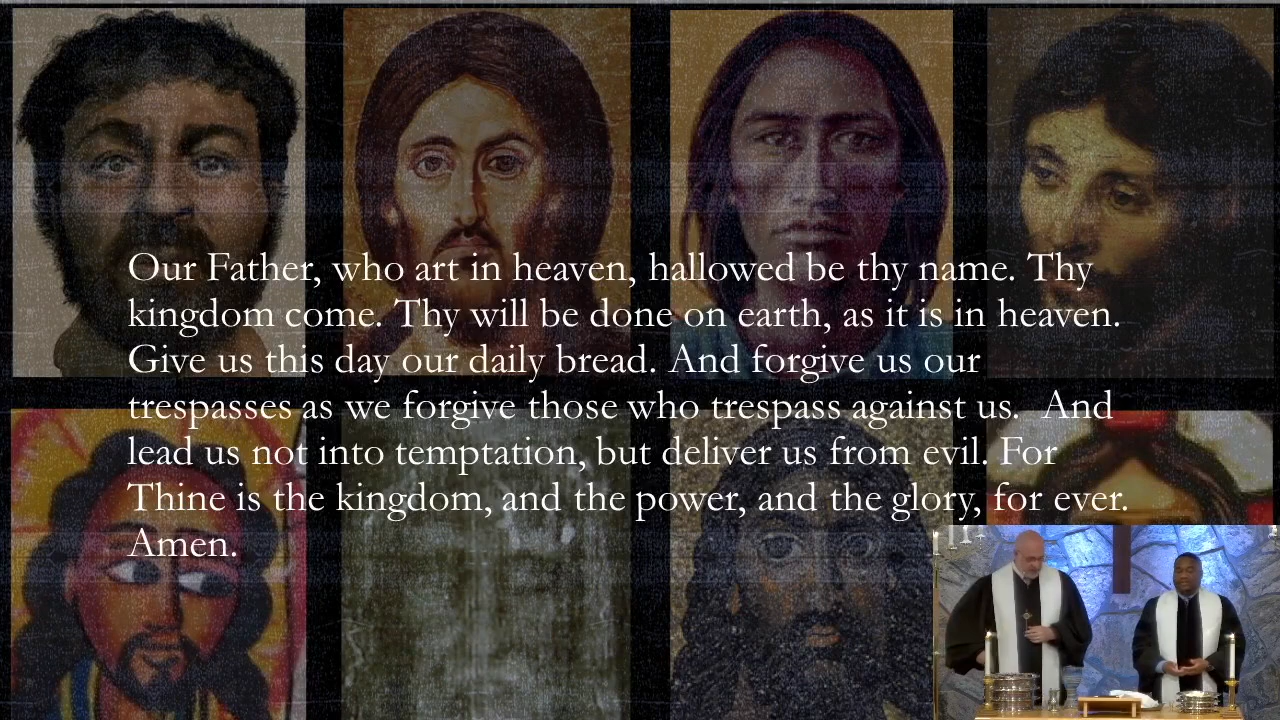 Our Father, who art in heaven, hallowed be thy name. Thy
kingdom come. Thy will be done on earth, as it is in heaven.
Give us this day our daily bread. And forgive us our
trespasses as we forgive those who trespass against us.  And
lead us not into temptation, but deliver us from evil. For
Thine is the kingdom, and the power, and the glory, for ever.
Amen.